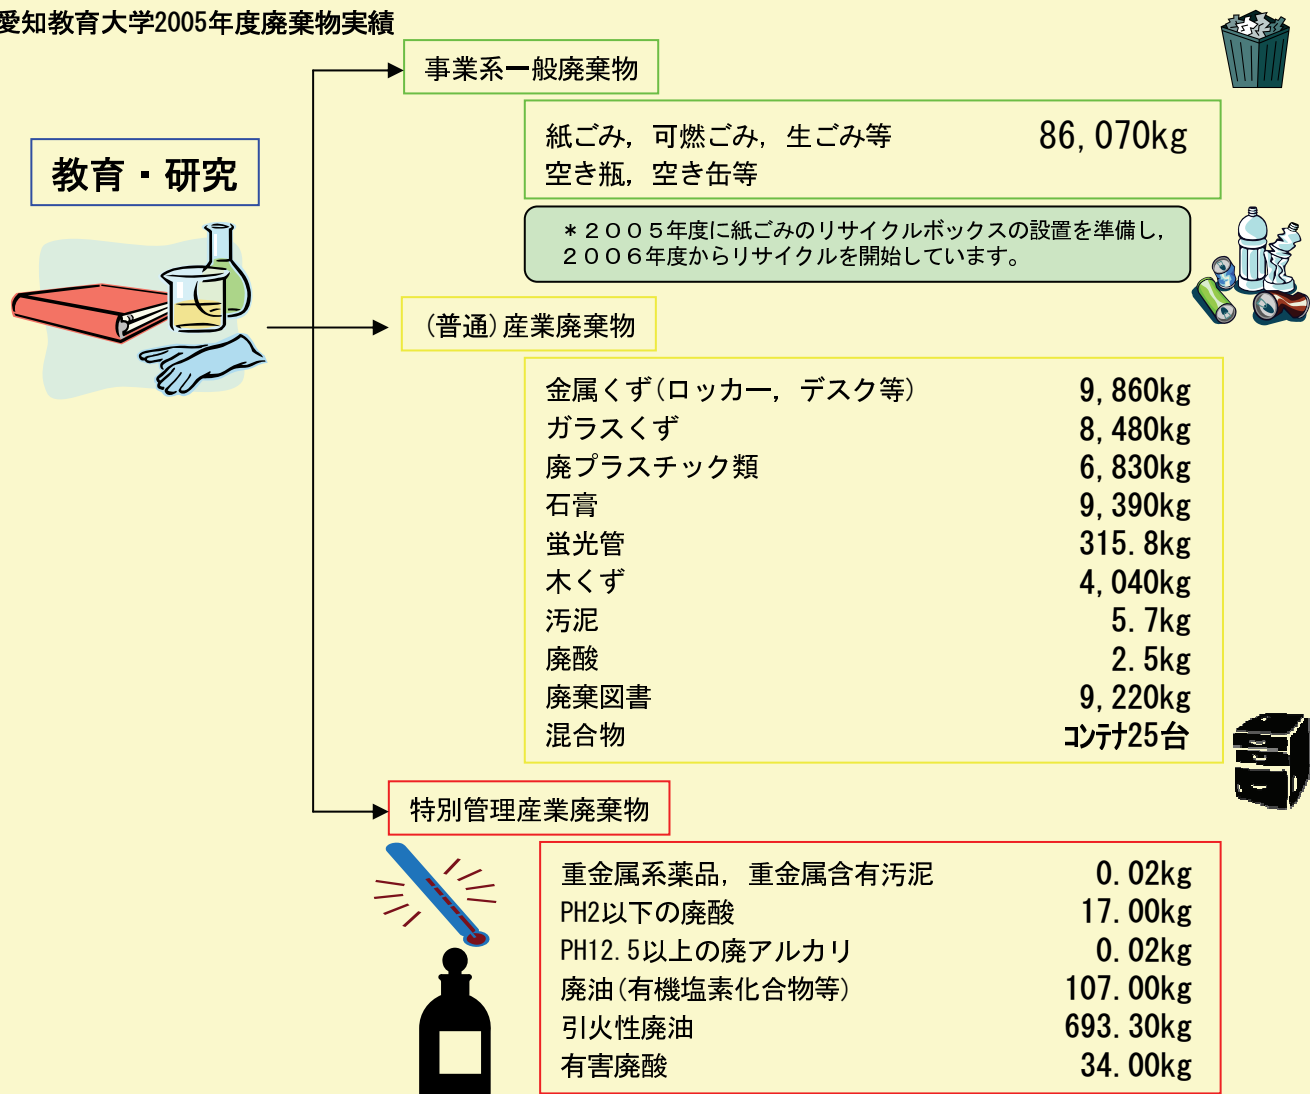 愛知教育大学2005年度廃棄物実績
事業系一般廃棄物
紙ごみ，可燃ごみ，生ごみ等 86,070kg
空き瓶，空き缶等
教育・研究
＊２００５年度に紙ごみのリサイクルボックスの設置を準備し，
２００６年度からリサイクルを開始しています。
(普通)産業廃棄物
金属くず(ロッカー，デスク等) 9,860kg
ガラスくず 8,480kg
廃プラスチック類 6,830kg
石膏 9,390kg
蛍光管 315.8kg
木くず 4,040kg
汚泥 5.7kg
廃酸 2.5kg
廃棄図書 9,220kg
混合物 ｺﾝﾃﾅ25台
特別管理産業廃棄物
重金属系薬品，重金属含有汚泥 0.02kg
PH2以下の廃酸 17.00kg
PH12.5以上の廃アルカリ 0.02kg
廃油(有機塩素化合物等) 107.00kg
引火性廃油 693.30kg
有害廃酸 34.00kg